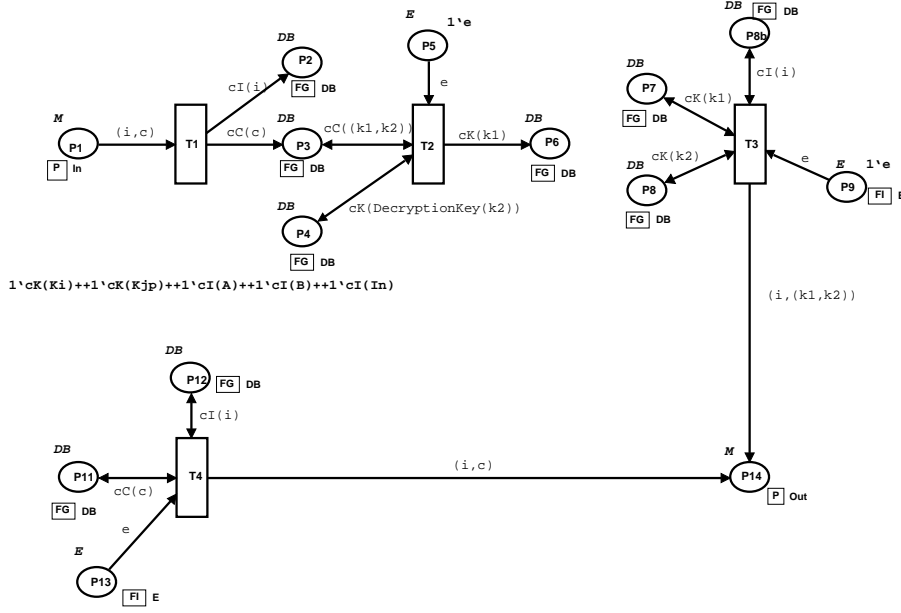 DB
P2
FG DB
cI(i)
M
P1
P In
(i,c)
T1
cC(c)
DB
P3
FG DB
cC((k1,k2))
E
1`e
P5
e
T2
cK(k1)
DB
P6
FG DB
DB
P4
FG DB
cK(DecryptionKey(k2))
1`cK(Ki)++1`cK(Kjp)++1`cI(A)++1`cI(B)++1`cI(In)
DB
FG DB
P8b
cI(i)
DB
P7
FG DB
cK(k1)
T3
DB
P8
FG DB
cK(k2)
e
E
1`e
P9
FI E
(i,(k1,k2))
DB
P12
FG DB
cI(i)
DB
P11
FG DB
cC(c)
T4
(i,c)
e
E
P13
FI E
M
P14
P Out